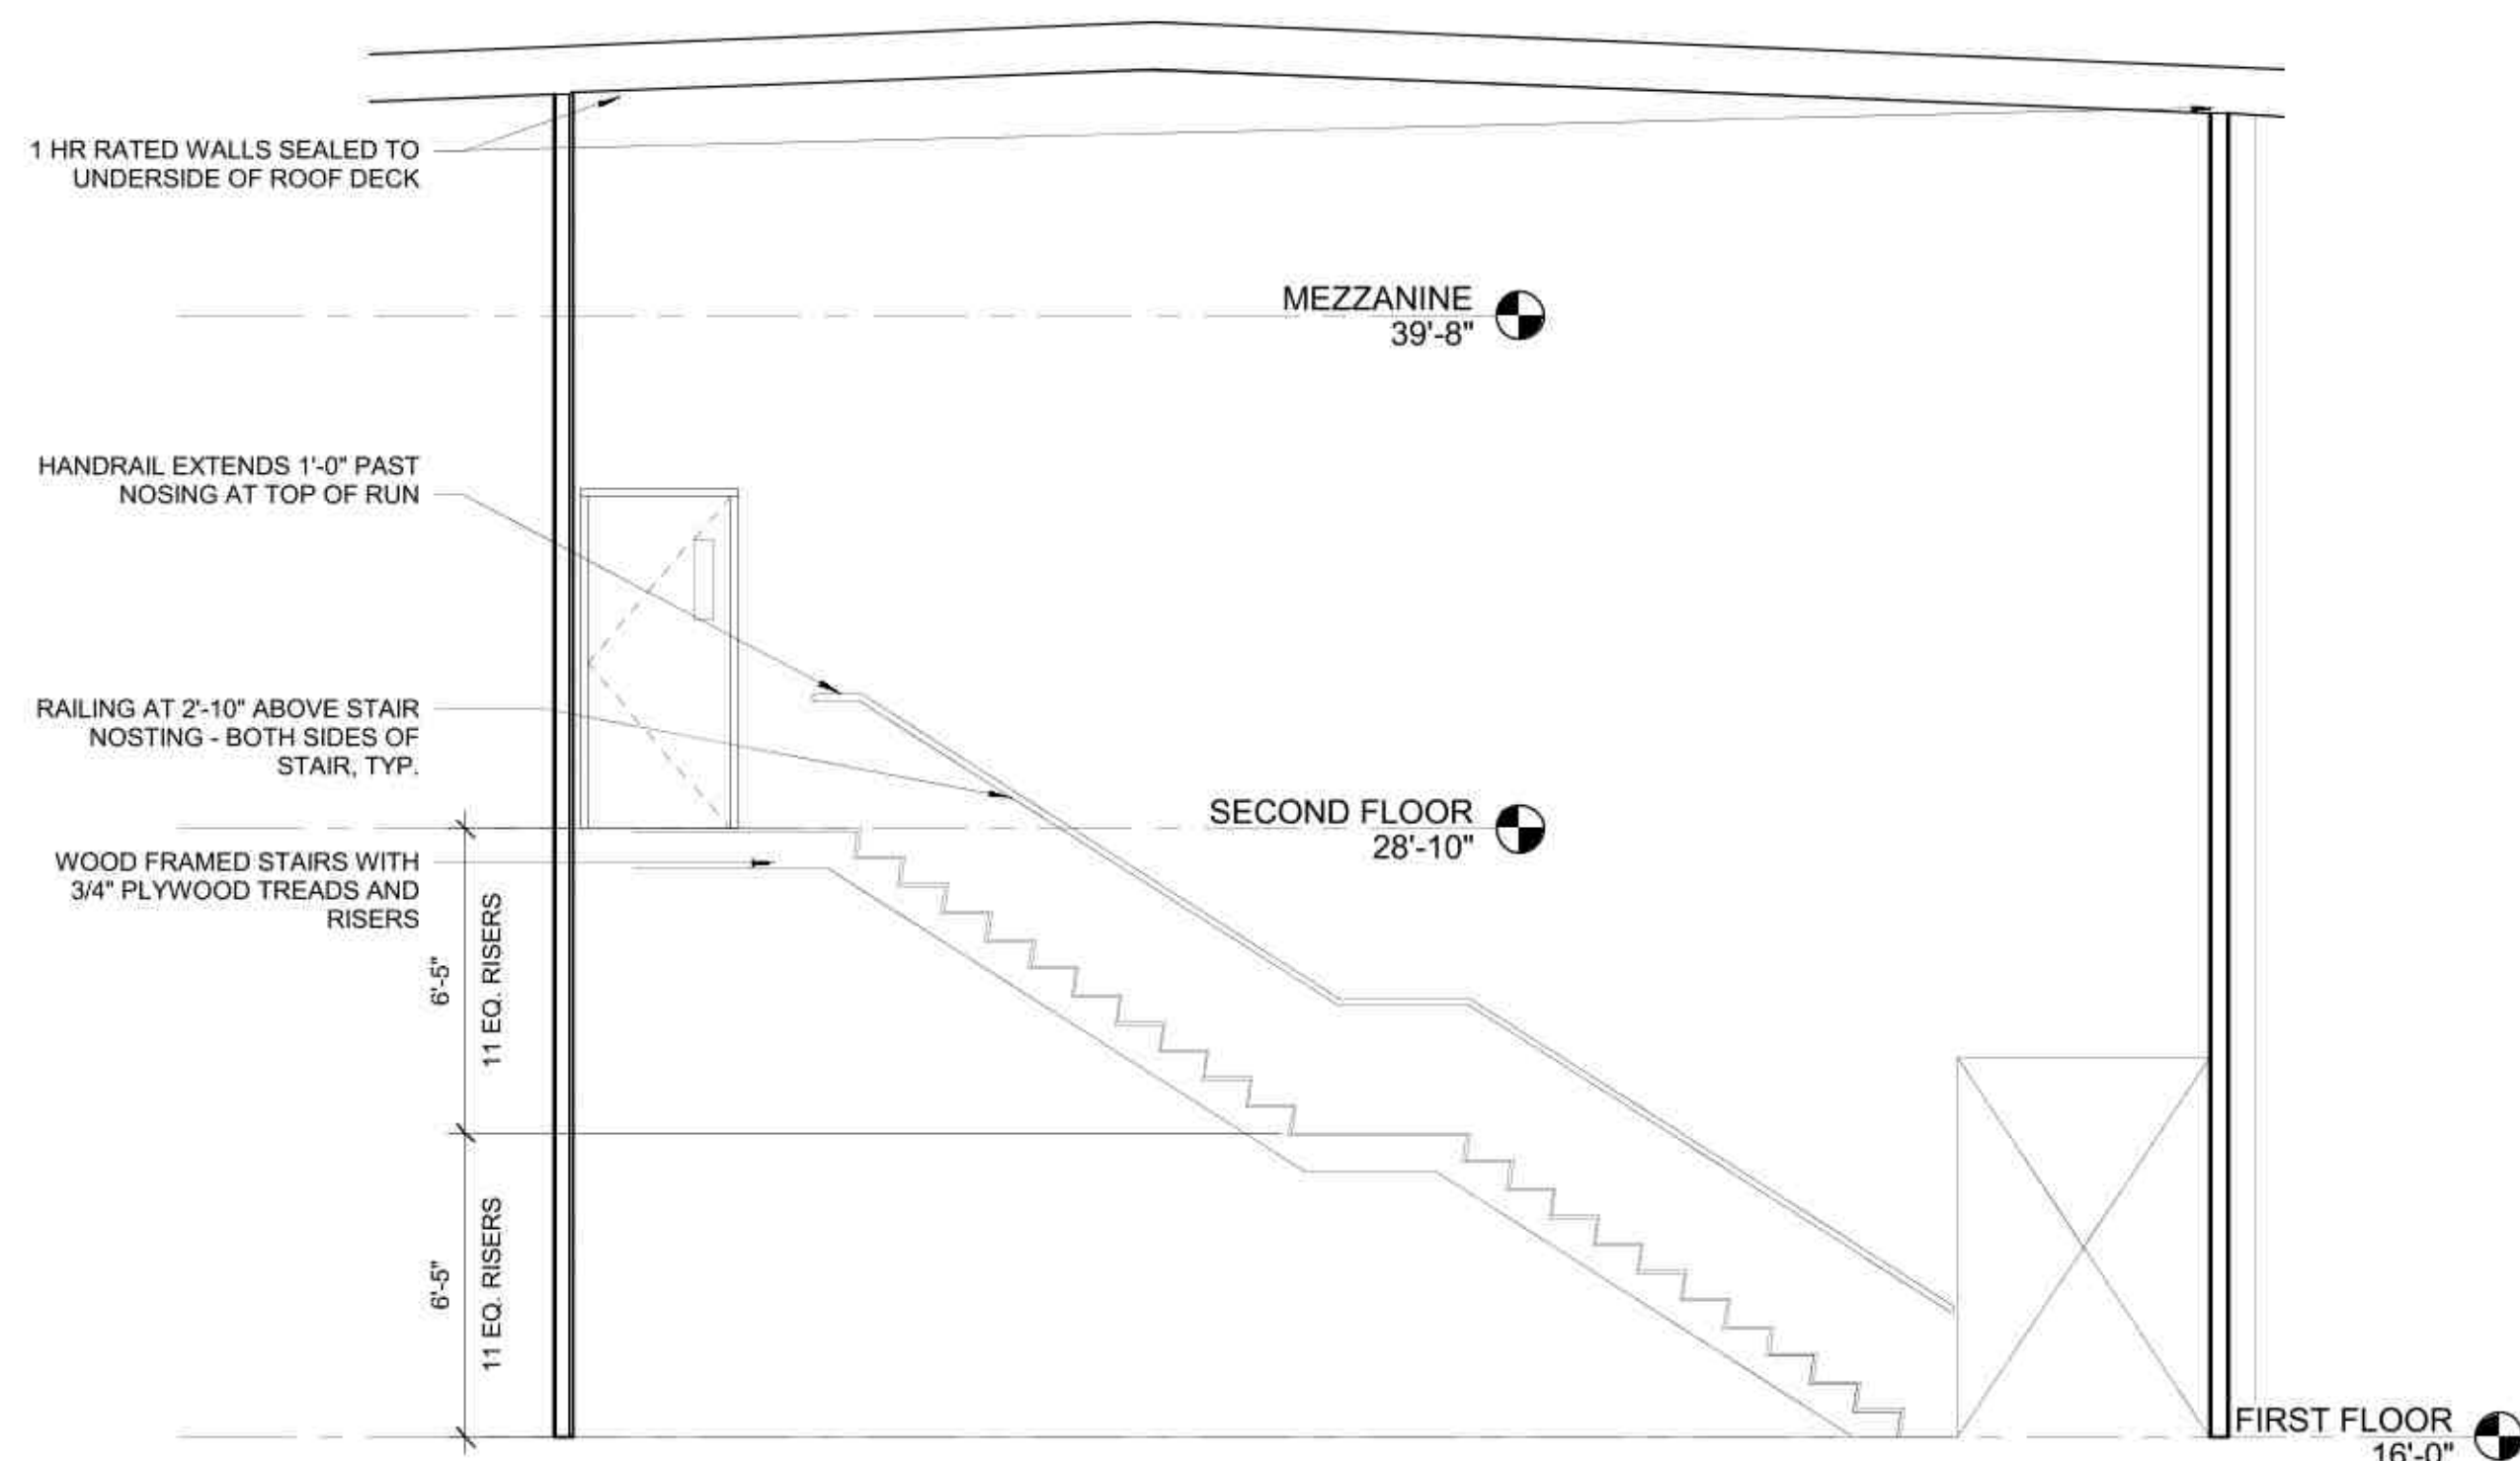 1 HR RATED WALLS SEALED TO
UNDERSIDE OF ROOF DECK
MEZZANINE
39'-8"
HANDRAIL EXTENDS 1'-0" PAST
NOSING AT TOP OF RUN
RAILING AT 2'-10" ABOVE STAIR
NOSTING - BOTH SIDES OF
STAIR, TYP.
SECOND FLOOR
28'-10"
WOOD FRAMED STAIRS WITH
3/4" PLYWOOD TREADS AND
RISERS
6'-5"
11 EQ. RISERS
6'-5"
11 EQ. RISERS
FIRST FLOOR
16'-0"